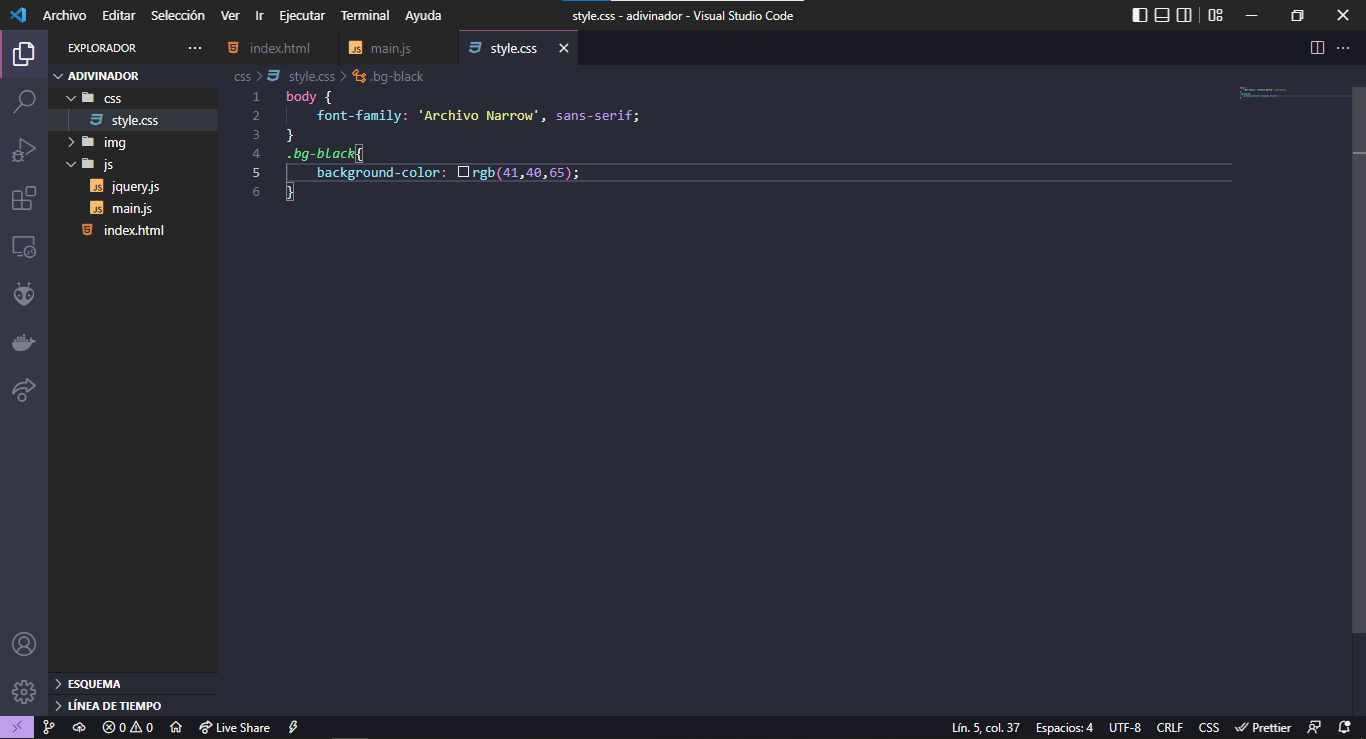 Archivo Editar Selección Ver Ir Ejecutar Terminal Ayuda
style.css - adivinador - Visual Studio Code
EXPLORADOR
index.html
JS main.js
style.css
ADIVINADOR
css
style.css
img
js
JS jquery.js
JS main.js
index.html
css > style.css > .bg-black
1 body {
2 font-family: 'Archivo Narrow', sans-serif;
3 }
4 .bg-black{
5 background-color: rgb(41,40,65);
6 }
ESQUEMA
LÍNEA DE TIEMPO
0 0 Live Share Lín. 5, col. 37 Espacios: 4 UTF-8 CRLF CSS Prettier